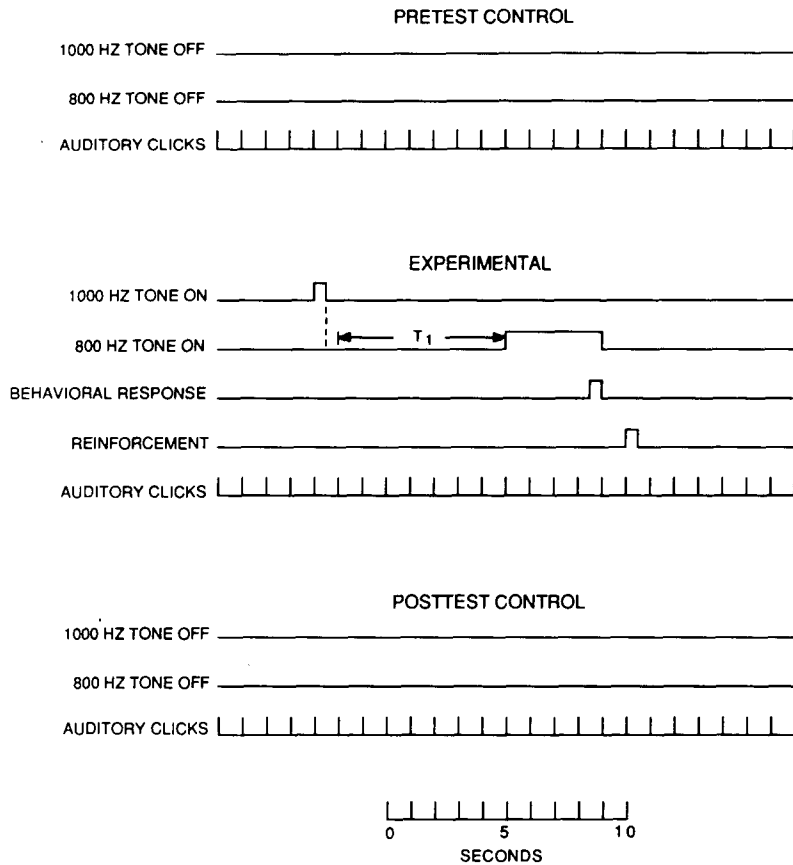 PRETEST CONTROL
1000 HZ TONE OFF
800 HZ TONE OFF
AUDITORY CLICKS
EXPERIMENTAL
1000 HZ TONE ON
800 HZ TONE ON
T1
BEHAVIORAL RESPONSE
REINFORCEMENT
AUDITORY CLICKS
POSTTEST CONTROL
1000 HZ TONE OFF
800 HZ TONE OFF
AUDITORY CLICKS
0 5 10
SECONDS